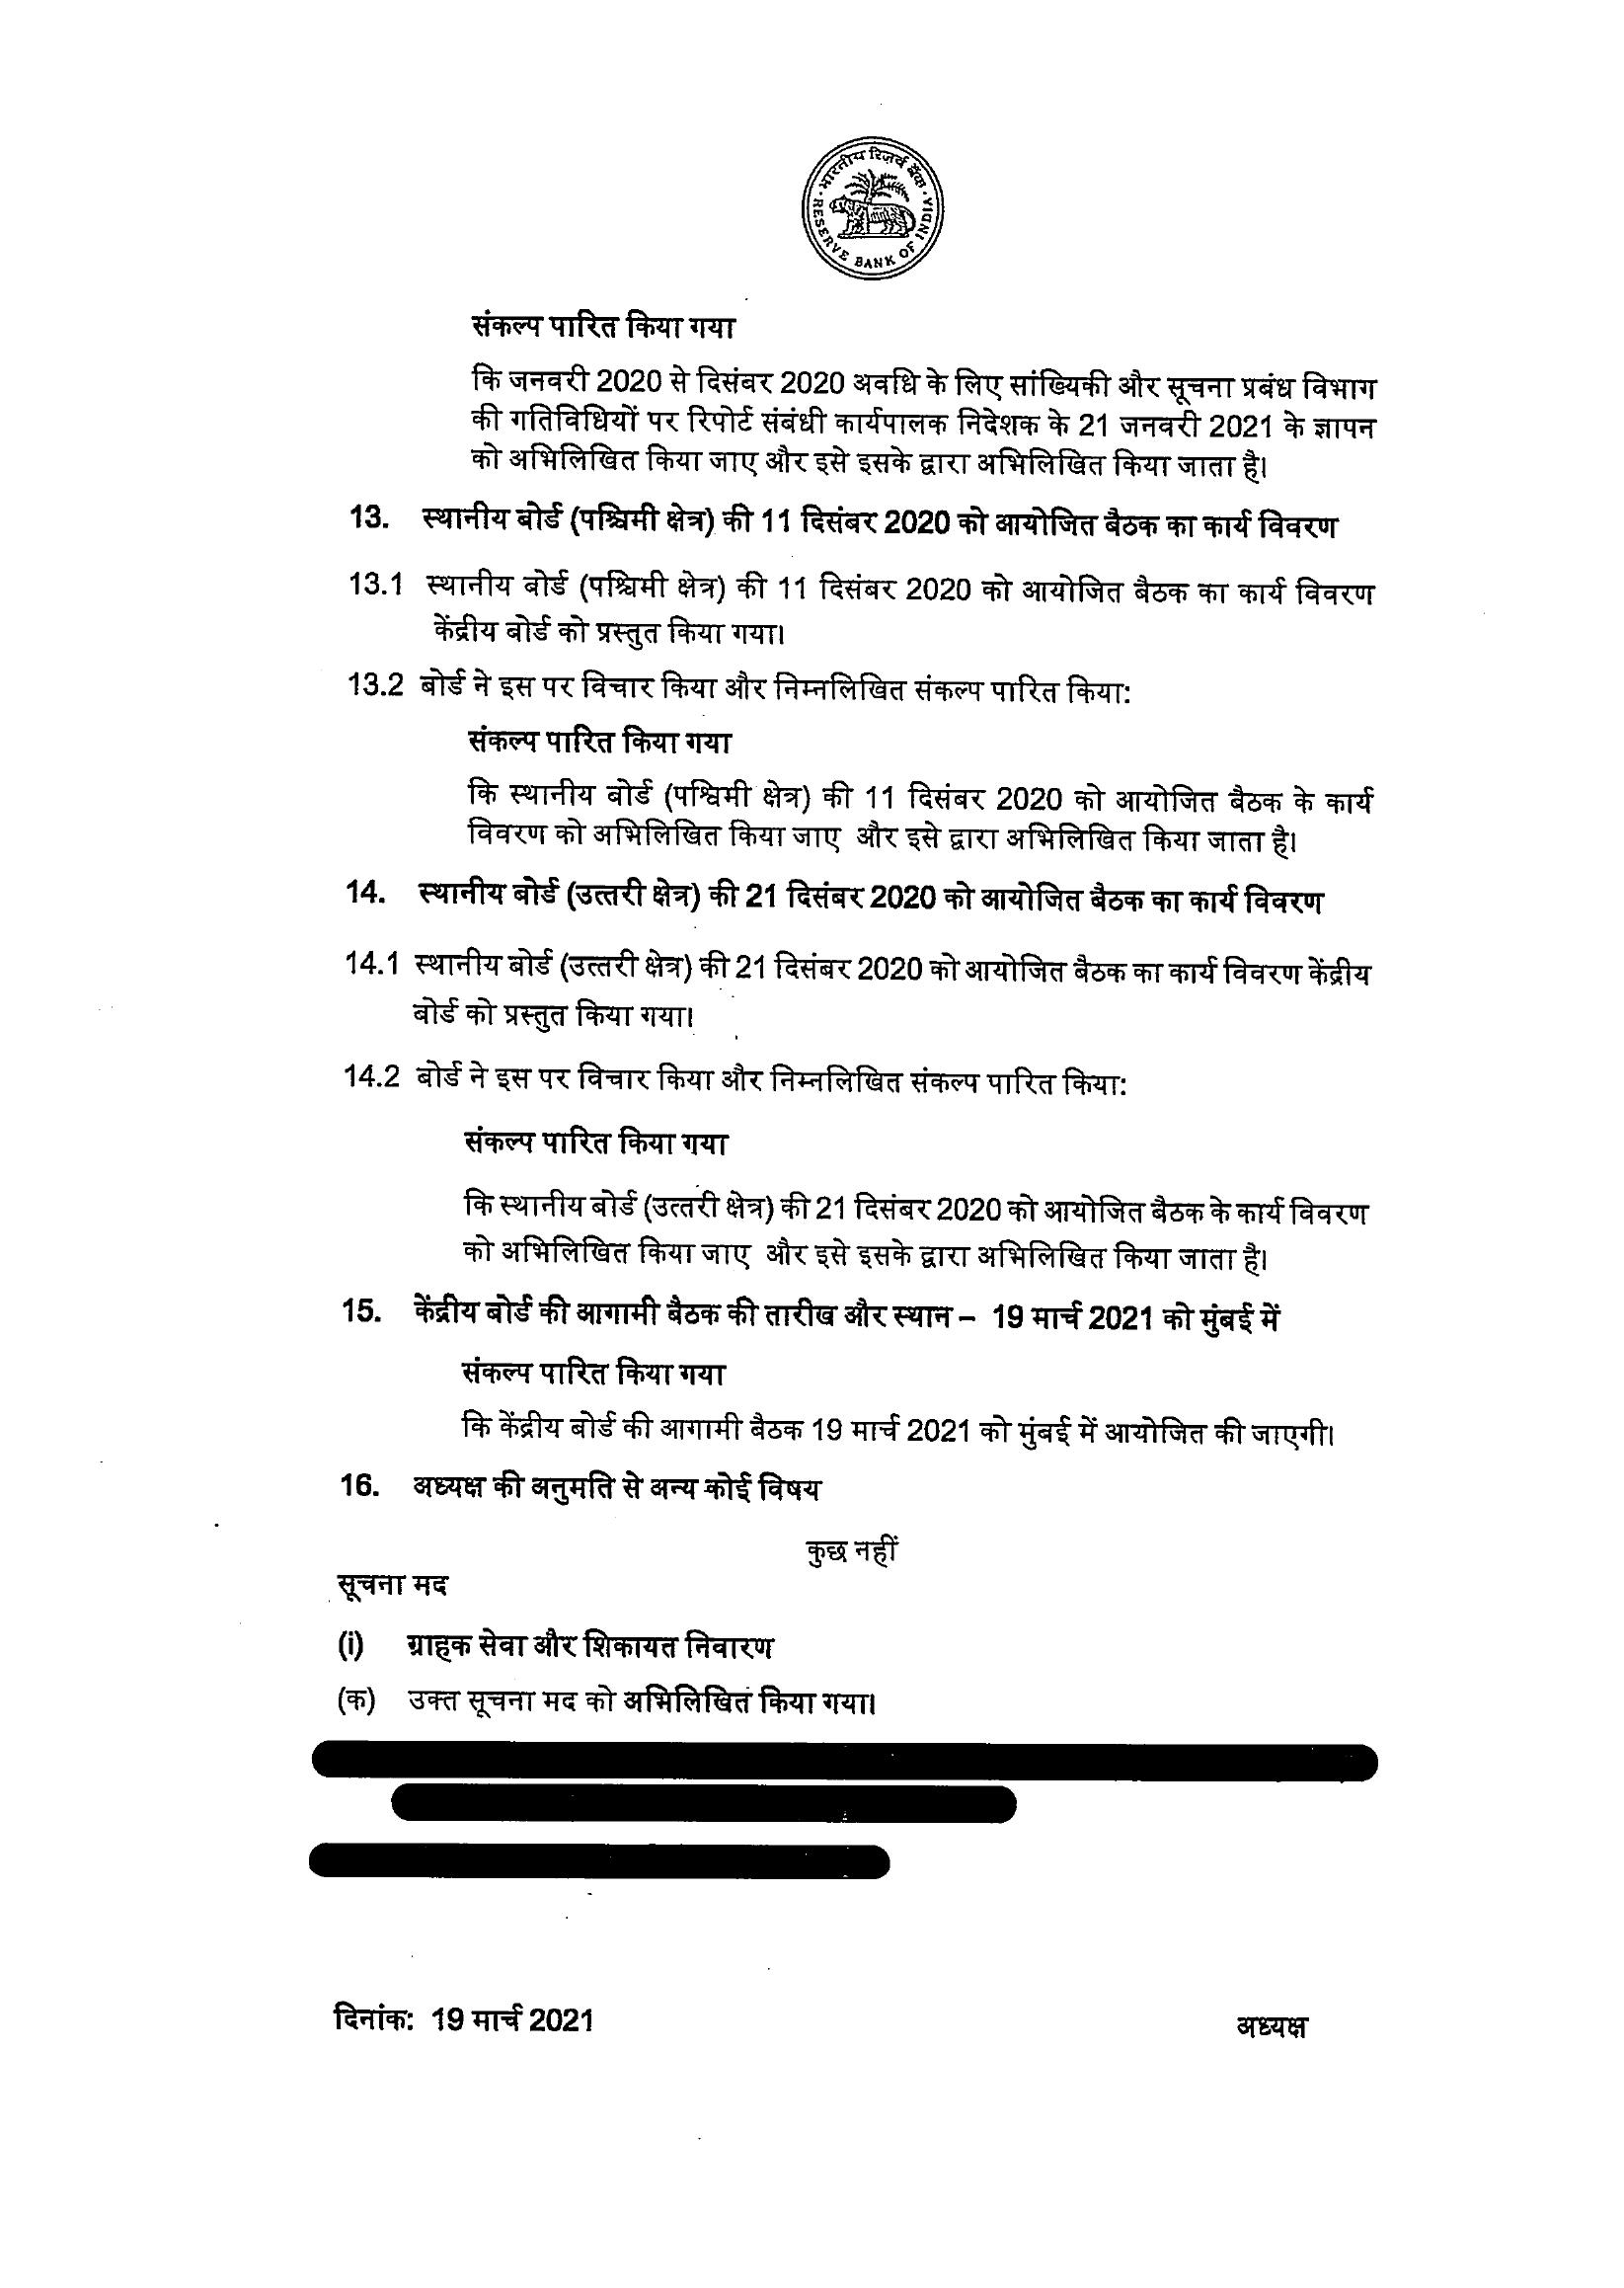 भारतीय रिज़र्व बैंक
RESERVE BANK OF INDIA
संकल्प पारित किया गया
कि जनवरी 2020 से दिसंबर 2020 अवधि के लिए सांख्यिकी और सूचना प्रबंध विभाग
की गतिविधियों पर रिपोर्ट संबंधी कार्यपालक निदेशक के 21 जनवरी 2021 के ज्ञापन
को अभिलिखित किया जाए और इसे इसके द्वारा अभिलिखित किया जाता है।
13. स्थानीय बोर्ड (पश्चिमी क्षेत्र) की 11 दिसंबर 2020 को आयोजित बैठक का कार्य विवरण
13.1 स्थानीय बोर्ड (पश्चिमी क्षेत्र) की 11 दिसंबर 2020 को आयोजित बैठक का कार्य विवरण
केंद्रीय बोर्ड को प्रस्तुत किया गया।
13.2 बोर्ड ने इस पर विचार किया और निम्नलिखित संकल्प पारित किया:
संकल्प पारित किया गया
कि स्थानीय बोर्ड (पश्चिमी क्षेत्र) की 11 दिसंबर 2020 को आयोजित बैठक के कार्य
विवरण को अभिलिखित किया जाए और इसे द्वारा अभिलिखित किया जाता है।
14. स्थानीय बोर्ड (उत्तरी क्षेत्र) की 21 दिसंबर 2020 को आयोजित बैठक का कार्य विवरण
14.1 स्थानीय बोर्ड (उत्तरी क्षेत्र) की 21 दिसंबर 2020 को आयोजित बैठक का कार्य विवरण केंद्रीय
बोर्ड को प्रस्तुत किया गया।
14.2 बोर्ड ने इस पर विचार किया और निम्नलिखित संकल्प पारित किया:
संकल्प पारित किया गया
कि स्थानीय बोर्ड (उत्तरी क्षेत्र) की 21 दिसंबर 2020 को आयोजित बैठक के कार्य विवरण
को अभिलिखित किया जाए और इसे इसके द्वारा अभिलिखित किया जाता है।
15. केंद्रीय बोर्ड की आगामी बैठक की तारीख और स्थान – 19 मार्च 2021 को मुंबई में
संकल्प पारित किया गया
कि केंद्रीय बोर्ड की आगामी बैठक 19 मार्च 2021 को मुंबई में आयोजित की जाएगी।
16. अध्यक्ष की अनुमति से अन्य कोई विषय
कुछ नहीं
सूचना मद
(i) ग्राहक सेवा और शिकायत निवारण
(क) उक्त सूचना मद को अभिलिखित किया गया।
दिनांक: 19 मार्च 2021
अध्यक्ष